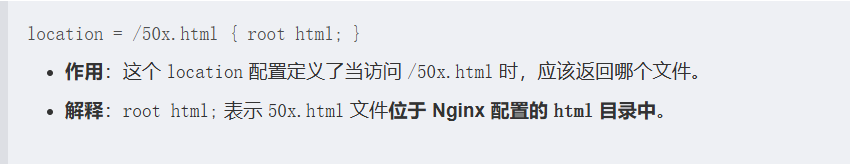 location = /50x.html { root html; }
• 作用：这个 location 配置定义了当访问 /50x.html 时，应该返回哪个文件。
• 解释：root html; 表示 50x.html 文件位于 Nginx 配置的 html 目录中。